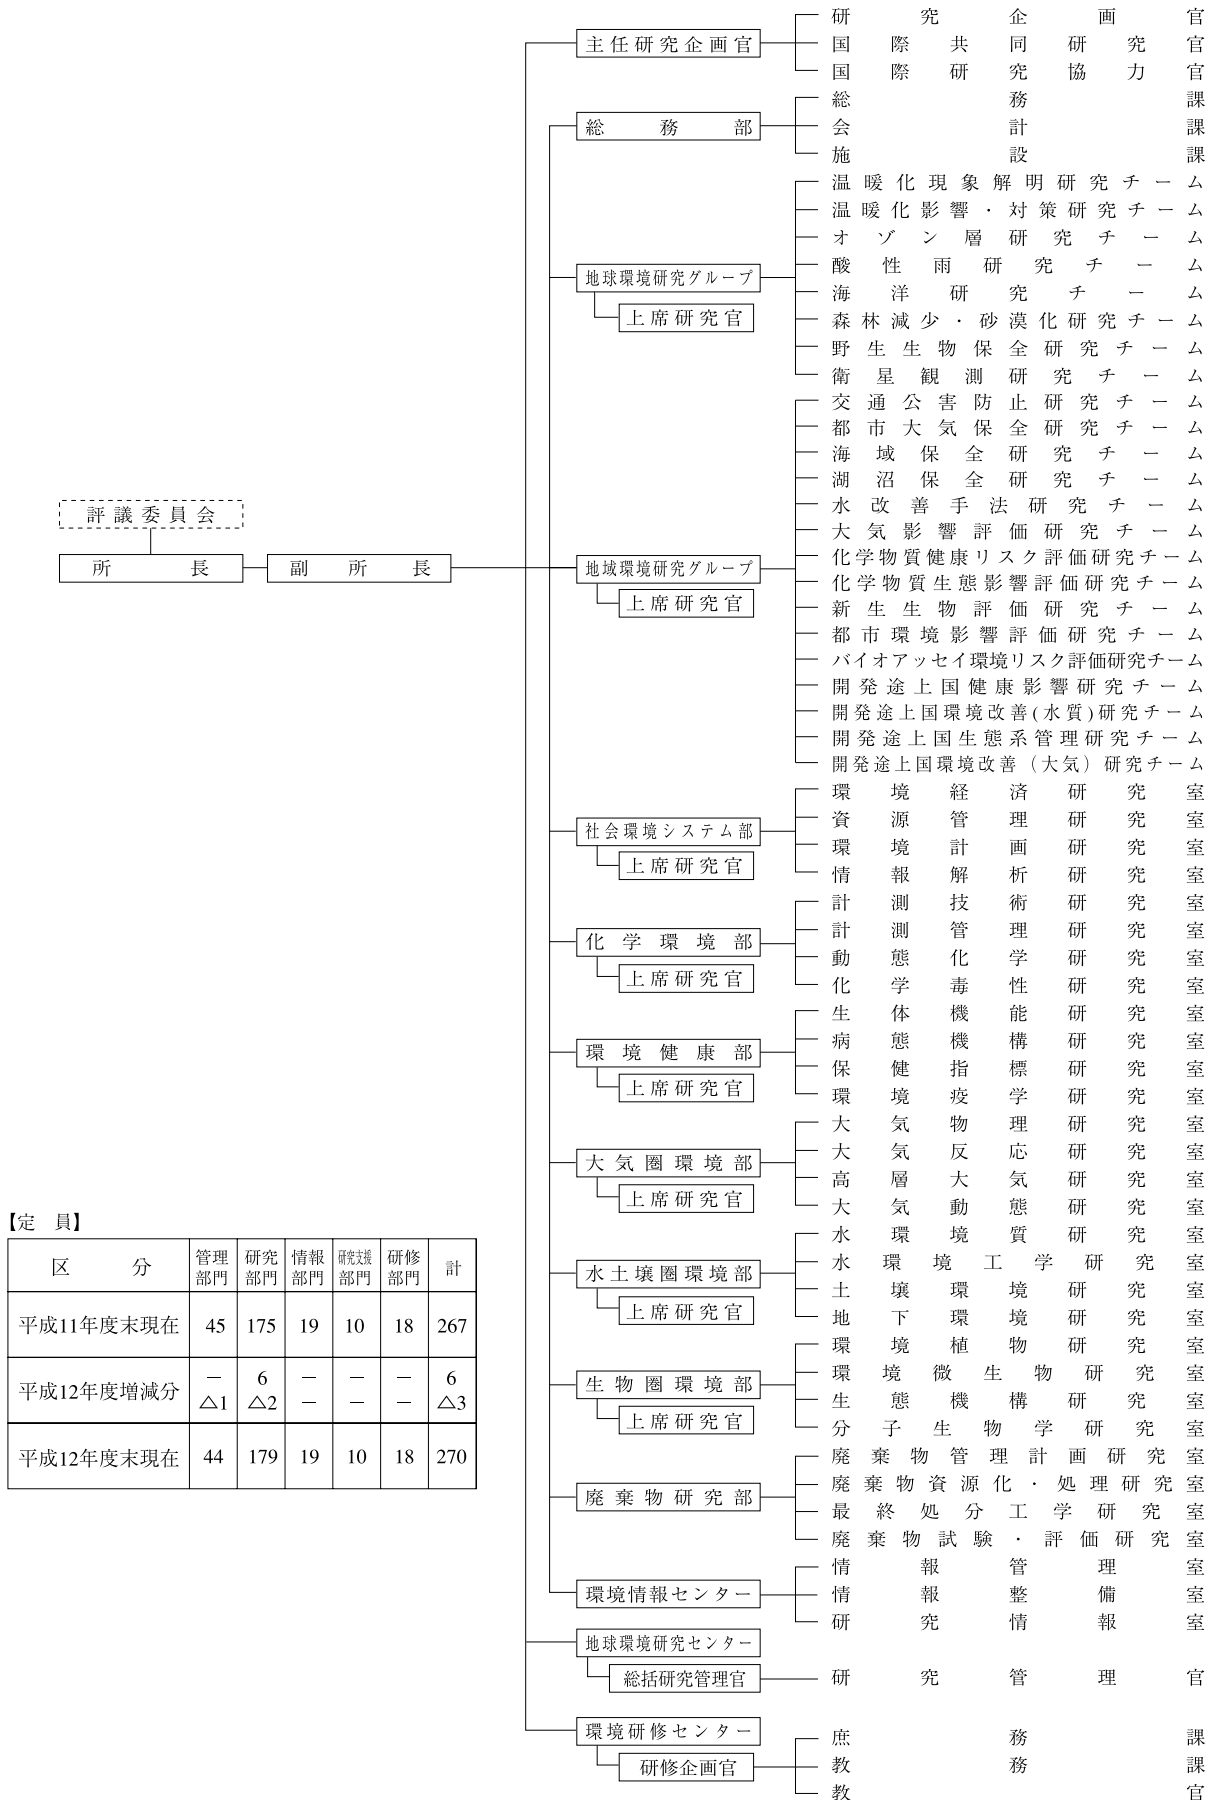 評議委員会
所長
副所長
主任研究企画官
研究企画官
国際共同研究官
国際研究協力官
総務部
総務課
会計課
施設課
地球環境研究グループ
上席研究官
温暖化現象解明研究チーム
温暖化影響・対策研究チーム
オゾン層研究チーム
酸性雨研究チーム
海洋研究チーム
森林減少・砂漠化研究チーム
野生生物保全研究チーム
衛星観測研究チーム
地域環境研究グループ
上席研究官
交通公害防止研究チーム
都市大気保全研究チーム
海域保全研究チーム
湖沼保全研究チーム
水改善手法研究チーム
大気影響評価研究チーム
化学物質健康リスク評価研究チーム
化学物質生態影響評価研究チーム
新生生物評価研究チーム
都市環境影響評価研究チーム
バイオアッセイ環境リスク評価研究チーム
開発途上国健康影響研究チーム
開発途上国環境改善(水質)研究チーム
開発途上国生態系管理研究チーム
開発途上国環境改善（大気）研究チーム
社会環境システム部
上席研究官
環境経済研究室
資源管理研究室
環境計画研究室
情報解析研究室
化学環境部
上席研究官
計測技術研究室
計測管理研究室
動態化学研究室
化学毒性研究室
環境健康部
上席研究官
生体機能研究室
病態機構研究室
保健指標研究室
環境疫学研究室
大気圏環境部
上席研究官
大気物理研究室
大気反応研究室
高層大気研究室
大気動態研究室
水土壌圏環境部
上席研究官
水環境質研究室
水環境工学研究室
土壌環境研究室
地下環境研究室
生物圏環境部
上席研究官
環境植物研究室
環境微生物研究室
生態機構研究室
分子生物学研究室
廃棄物研究部
廃棄物管理計画研究室
廃棄物資源化・処理研究室
最終処分工学研究室
廃棄物試験・評価研究室
環境情報センター
情報管理室
情報整備室
研究情報室
地球環境研究センター
総括研究管理官
研究管理官
環境研修センター
研修企画官
庶務課
教務課
教官
【定　員】
区分 管理部門 研究部門 情報部門 研究支援部門 研修部門 計
平成11年度末現在 45 175 19 10 18 267
平成12年度増減分 － 6 － － － 6
△1 △2 － － － △3
平成12年度末現在 44 179 19 10 18 270